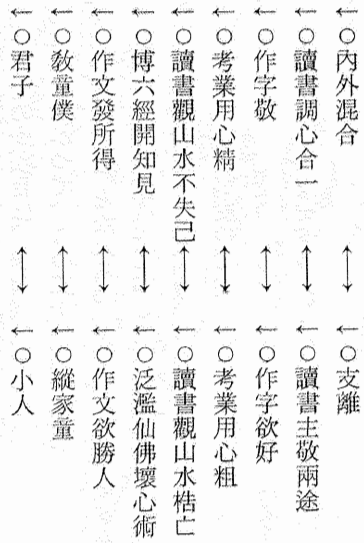 ←○內外混合 ↔ ←○支離
←○讀書調心合一 ↔ ←○讀書主敬兩途
←○作字敬 ↔ ←○作字欲好
←○考業用心精 ↔ ←○考業用心粗
←○讀書觀山水不失己 ↔ ←○讀書觀山水梏亡
←○博六經開知見 ↔ ←○泛濫仙佛壞心術
←○作文發所得 ↔ ←○作文欲勝人
←○敎童僕 ↔ ←○縱家童
←○君子 ↔ ←○小人